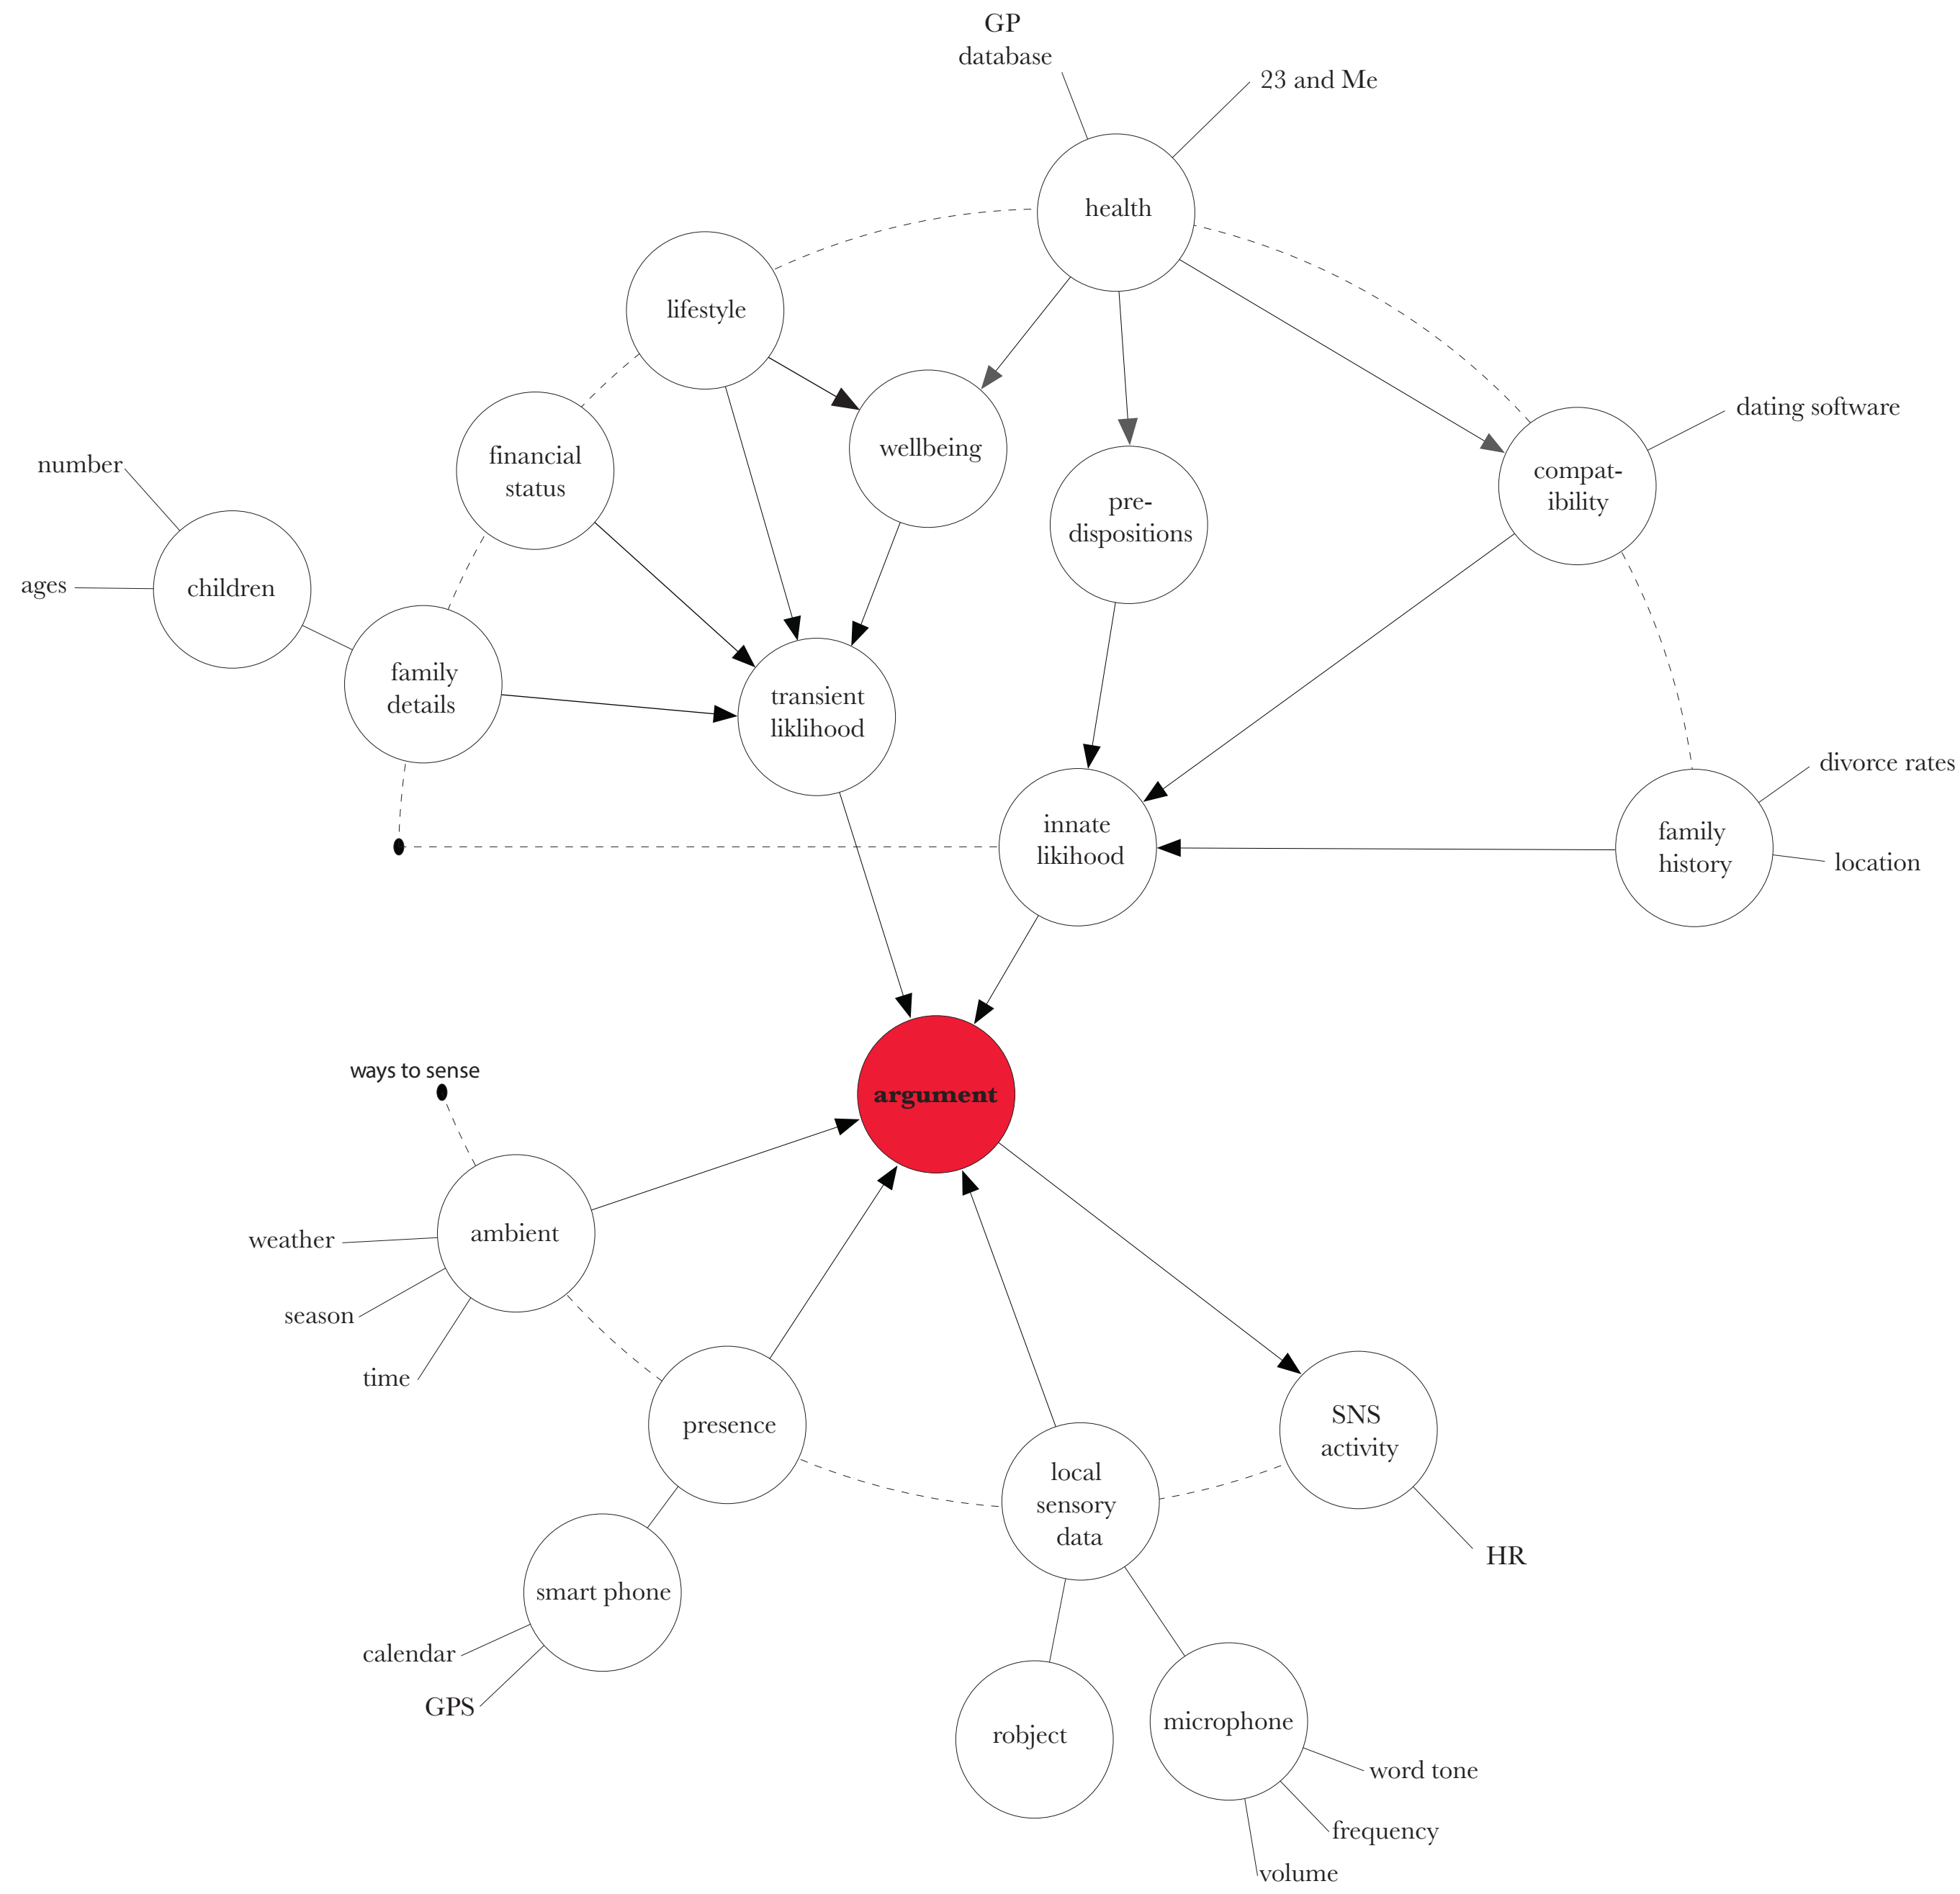 GP
database
23 and Me
health
lifestyle
dating software
wellbeing
financial
status
compat-
ibility
number
pre-
dispositions
ages
children
family
details
transient
liklihood
divorce rates
innate
likihood
family
history
location
ways to sense
argument
ambient
weather
season
time
presence
SNS
activity
local
sensory
data
HR
smart phone
calendar
GPS
robject
microphone
word tone
frequency
volume